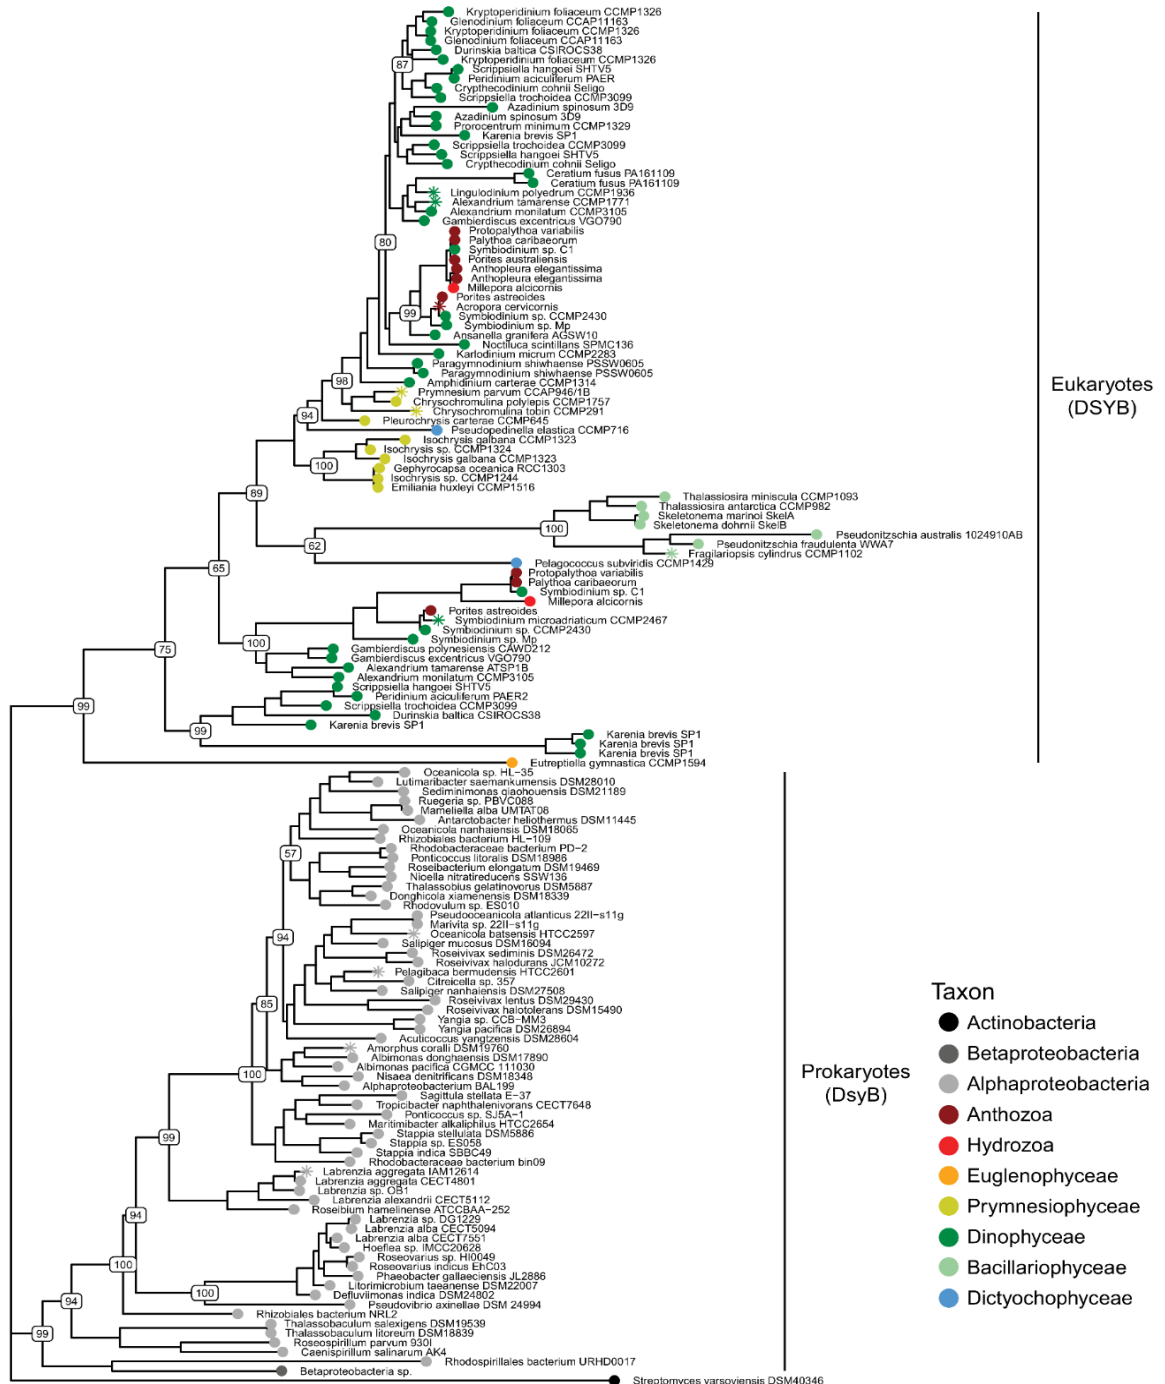 Kryptoperidinium foliaceum CCMP1326
Glenodinium foliaceum CCAP11163
Kryptoperidinium foliaceum CCMP1326
Glenodinium foliaceum CCAP11163
Durinskia baltica CSIROCS38
Kryptoperidinium foliaceum CCMP1326
87
Scrippsiella hangoei SHTV5
Peridinium aciculiferum PAER
Crypthecodinium cohnii Seligo
Scrippsiella trochoidea CCMP3099
Azadinium spinosum 3D9
Azadinium spinosum 3D9
Prorocentrum minimum CCMP1329
Karenia brevis SP1
Scrippsiella trochoidea CCMP3099
Scrippsiella hangoei SHTV5
Crypthecodinium cohnii Seligo
Ceratium fusus PA161109
Ceratium fusus PA161109
Lingulodinium polyedrum CCMP1936
Alexandrium tamarense CCMP1771
Alexandrium monilatum CCMP3105
Gambierdiscus excentricus VGO790
Protopalythoa variabilis
80
Palythoa caribaeorum
Symbiodinium sp. C1
Porites australiensis
Anthopleura elegantissima
Anthopleura elegantissima
Millepora alcicornis
Porites astreoides
Acropora cervicornis
99
Symbiodinium sp. CCMP2430
Symbiodinium sp. Mp
Ansanella granifera AGSW10
Noctiluca scintillans SPMC136
Karlodinium micrum CCMP2283
Paragymnodinium shiwhaense PSSW0605
Paragymnodinium shiwhaense PSSW0605
98
Amphidinium carterae CCMP1314
Prymnesium parvum CCAP946/1B
Chrysochromulina polylepis CCMP1757
Chrysochromulina tobin CCMP291
94
Pleurochrysis carterae CCMP645
Pseudopedinella elastica CCMP716
Isochrysis galbana CCMP1323
Isochrysis sp. CCMP1324
Isochrysis galbana CCMP1323
100
Gephyrocapsa oceanica RCC1303
Isochrysis sp. CCMP1244
Emiliania huxleyi CCMP1516
89
Thalassiosira miniscula CCMP1093
Thalassiosira antarctica CCMP982
Skeletonema marinoi SkelA
Skeletonema dohrnii SkelB
100
Pseudonitzschia australis 1024910AB
Pseudonitzschia fraudulenta WWA7
62
Fragilariopsis cylindrus CCMP1102
Pelagococcus subviridis CCMP1429
65
Protopalythoa variabilis
Palythoa caribaeorum
Symbiodinium sp. C1
Millepora alcicornis
Porites astreoides
Symbiodinium microadriaticum CCMP2467
Symbiodinium sp. CCMP2430
Symbiodinium sp. Mp
100
75
Gambierdiscus polynesiensis CAWD212
Gambierdiscus excentricus VGO790
Alexandrium tamarense ATSP1B
Alexandrium monilatum CCMP3105
Scrippsiella hangoei SHTV5
Peridinium aciculiferum PAER2
Scrippsiella trochoidea CCMP3099
99
Durinskia baltica CSIROCS38
Karenia brevis SP1
99
Karenia brevis SP1
Karenia brevis SP1
Karenia brevis SP1
Eutreptiella gymnastica CCMP1594
Eukaryotes
(DSYB)
Oceanicola sp. HL-35
Lutimaribacter saemankumensis DSM28010
Sediminimonas qiaohouensis DSM21189
Ruegeria sp. PBVC088
Mameliella alba UMTAT08
Antarctobacter heliothermus DSM11445
Oceanicola nanhaiensis DSM18065
Rhizobiales bacterium HL-109
Rhodobacteraceae bacterium PD-2
57
Ponticoccus litoralis DSM18986
Roseibacterium elongatum DSM19469
Nioella nitratireducens SSW136
Thalassobius gelatinovorus DSM5887
Donghicola xiamenensis DSM18339
Rhodovulum sp. ES010
Pseudooceanicola atlanticus 22II-s11g
Marivita sp. 22II-s11g
Oceanicola batsensis HTCC2597
94
Salipiger mucosus DSM16094
Roseivivax sediminis DSM26472
Roseivivax halodurans JCM10272
Pelagibaca bermudensis HTCC2601
Citreicella sp. 357
Salipiger nanhaiensis DSM27508
Roseivivax lentus DSM29430
85
Roseivivax halotolerans DSM15490
Yangia sp. CCB-MM3
Yangia pacifica DSM26894
Acuticoccus yangtzensis DSM28604
Amorphus coralli DSM19760
Albimonas donghaensis DSM17890
Albimonas pacifica CGMCC 111030
100
Nisaea denitrificans DSM18348
Alphaproteobacterium BAL199
Sagittula stellata E-37
Tropicibacter naphthalenivorans CECT7648
Ponticoccus sp. SJ5A-1
Maritimibacter alkaliphilus HTCC2654
99
Stappia stellulata DSM5886
Stappia sp. ES058
Stappia indica SBBC49
Rhodobacteraceae bacterium bin09
Labrenzia aggregata IAM12614
Labrenzia aggregata CECT4801
Labrenzia sp. OB1
Labrenzia alexandrii CECT5112
Roseibium hamelinense ATCCBAA-252
94
Labrenzia sp. DG1229
Labrenzia alba CECT5094
Labrenzia alba CECT7551
Hoeflea sp. IMCC20628
100
Roseovarius sp. HI0049
Roseovarius indicus EhC03
Phaeobacter gallaeciensis JL2886
Litorimicrobium taeanense DSM22007
100
Defluviimonas indica DSM24802
94
Pseudovibrio axinellae DSM 24994
Rhizobiales bacterium NRL2
Thalassobaculum salexigens DSM19539
99
Thalassobaculum litoreum DSM18839
Roseospirillum parvum 930I
Caenispirillum salinarum AK4
Rhodospirillales bacterium URHD0017
Betaproteobacteria sp.
Streptomyces varsoviensis DSM40346
Prokaryotes
(DsyB)
Taxon
Actinobacteria
Betaproteobacteria
Alphaproteobacteria
Anthozoa
Hydrozoa
Euglenophyceae
Prymnesiophyceae
Dinophyceae
Bacillariophyceae
Dictyochophyceae